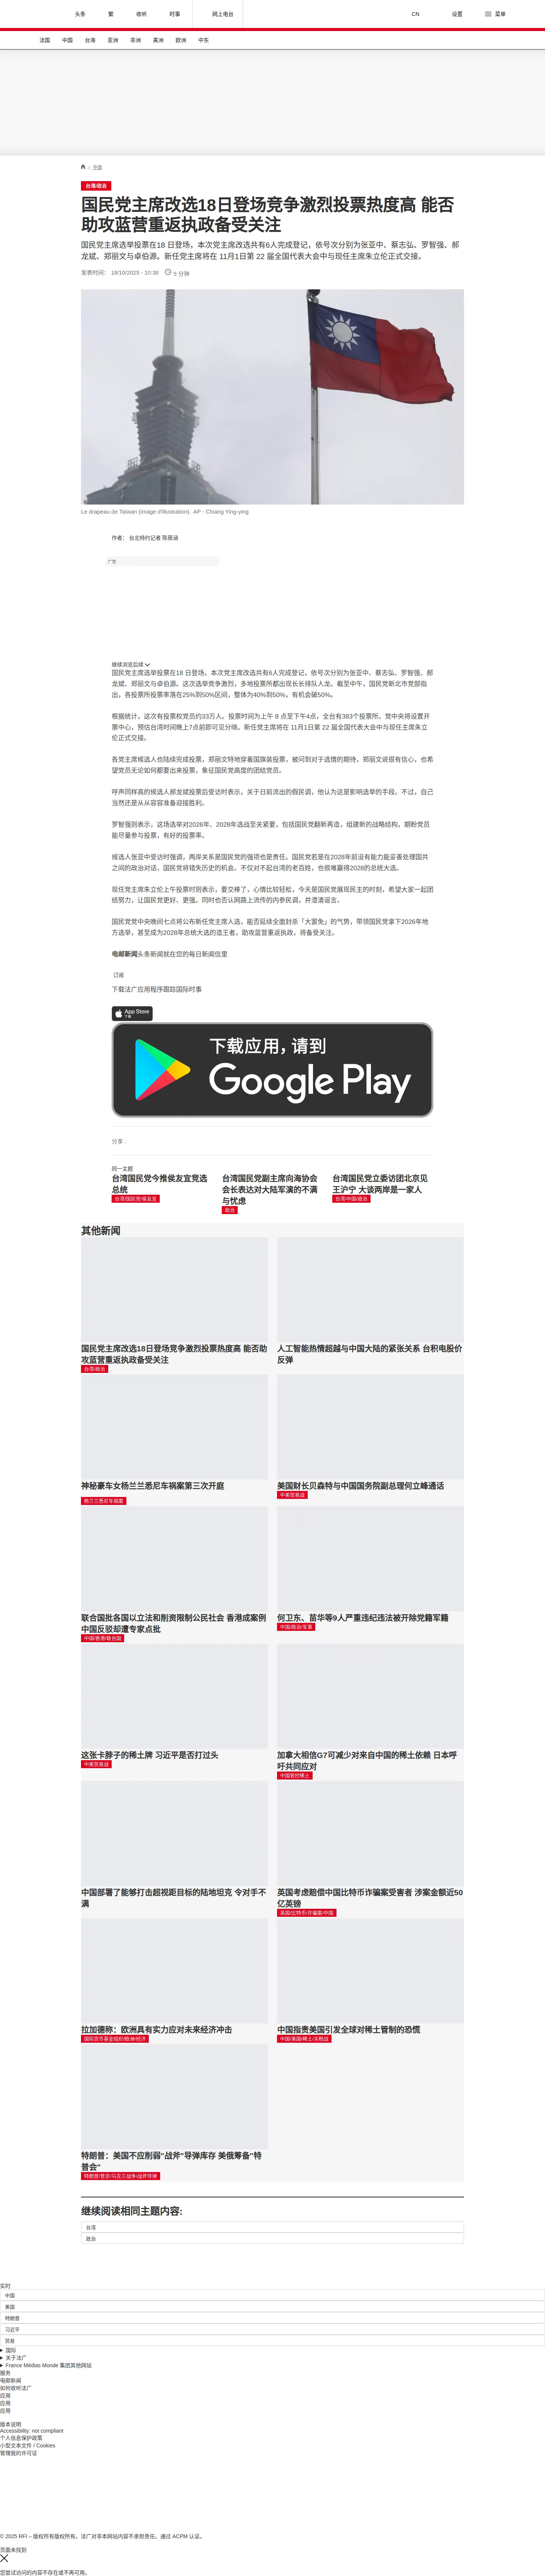 头条
繁
收听
时事
网上电台
CN
设置
菜单
法国
中国
台海
亚洲
非洲
美洲
欧洲
中东
/ 中国
台湾/政治
国民党主席改选18日登场竞争激烈投票热度高 能否
助攻蓝营重返执政备受关注
国民党主席选举投票在18 日登场，本次党主席改选共有6人完成登记，依号次分别为张亚中、蔡志弘、罗智强、郝
龙斌、郑丽文与卓伯源。新任党主席将在 11月1日第 22 届全国代表大会中与现任主席朱立伦正式交接。
发表时间： 18/10/2025 - 10:38
5 分钟
Le drapeau de Taïwan (image d'illustration). AP - Chiang Ying-ying
作者： 台北特约记者 陈筱涵
广告
继续浏览后续
国民党主席选举投票在18 日登场，本次党主席改选共有6人完成登记，依号次分别为张亚中、蔡志弘、罗智强、郝
龙斌、郑丽文与卓伯源。这次选举竞争激烈，多地投票所都出现长长排队人龙。截至中午，国民党新北市党部指
出，各投票所投票率落在25%到50%区间，整体为40%到50%，有机会破50%。
根据统计，这次有投票权党员约33万人。投票时间为上午 8 点至下午4点，全台有383个投票所。党中央将设置开
票中心，预估台湾时间晚上7点前即可见分晓。新任党主席将在 11月1日第 22 届全国代表大会中与现任主席朱立
伦正式交接。
各党主席候选人也陆续完成投票，郑丽文特地穿着国旗装投票，被问到对于选情的期待，郑丽文说很有信心，也希
望党员无论如何都要出来投票，象征国民党高度的团结党员。
呼声同样高的候选人郝龙斌投票后受访时表示，关于日前流出的假民调，他认为这是影响选举的手段。不过，自己
当然还是从从容容准备迎接胜利。
罗智强则表示，这场选举对2026年、2028年选战至关紧要，包括国民党翻新再造，组建新的战略结构，期盼党员
能尽量参与投票，有好的投票率。
候选人张亚中受访时强调，两岸关系是国民党的强项也是责任。国民党若是在2028年前没有能力能妥善处理国共
之间的政治对话，国民党将错失历史的机会。不仅对不起台湾的老百姓，也很难赢得2028的总统大选。
现任党主席朱立伦上午投票时则表示，要交棒了，心情比较轻松，今天是国民党展现民主的时刻，希望大家一起团
结努力，让国民党更好、更强。同时也否认网路上流传的内参民调，并澄清谣言。
国民党党中央晚间七点将公布新任党主席人选，能否延续全面封杀「大罢免」的气势，带领国民党拿下2026年地
方选举，甚至成为2028年总统大选的造王者，助攻蓝营重返执政，将备受关注。
电邮新闻头条新闻就在您的每日新闻信里
订阅
下载法广应用程序跟踪国际时事
App Store
下载
下载应用，请到
Google Play
分享 :
同一主题
台湾国民党今推侯友宜竞选
总统
台湾/国民党/侯友宜
台湾国民党副主席向海协会
会长表达对大陆军演的不满
与忧虑
政治
台湾国民党立委访团北京见
王沪宁 大谈两岸是一家人
台湾/中国/政治
其他新闻
国民党主席改选18日登场竞争激烈投票热度高 能否助
攻蓝营重返执政备受关注
台湾/政治
人工智能热情超越与中国大陆的紧张关系 台积电股价
反弹
神秘豪车女杨兰兰悉尼车祸案第三次开庭
杨兰兰悉尼车祸案
美国财长贝森特与中国国务院副总理何立峰通话
中美贸易战
联合国批各国以立法和削资限制公民社会 香港成案例
中国反驳却遭专家点批
中国/香港/联合国
何卫东、苗华等9人严重违纪违法被开除党籍军籍
中国/政治/军事
这张卡脖子的稀土牌 习近平是否打过头
中美贸易战
加拿大相信G7可减少对来自中国的稀土依赖 日本呼
吁共同应对
中国管控稀土
中国部署了能够打击超视距目标的陆地坦克 令对手不
满
英国考虑赔偿中国比特币诈骗案受害者 涉案金额近50
亿英镑
英国/比特币/诈骗案/中国
拉加德称：欧洲具有实力应对未来经济冲击
国际货币基金组织/欧洲/经济
中国指责美国引发全球对稀土管制的恐慌
中国/美国/稀土/关税战
特朗普：美国不应削弱“战斧”导弹库存 美俄筹备“特
普会“
特朗普/普京/乌克兰战争/战斧导弹
继续阅读相同主题内容:
台湾
政治
实时
中国
美国
特朗普
习近平
贸易
国际
关于法广
France Médias Monde 集团其他网站
服务
电邮新闻
如何收听法广
应用
应用
应用
版本说明
Accessibility: not compliant
个人信息保护政策
小型文本文件 / Cookies
管理我的许可证
© 2025 RFI – 版权所有版权所有。法广对非本网站内容不承担责任。通过 ACPM 认证。
页面未找到
您尝试访问的内容不存在或不再可用。